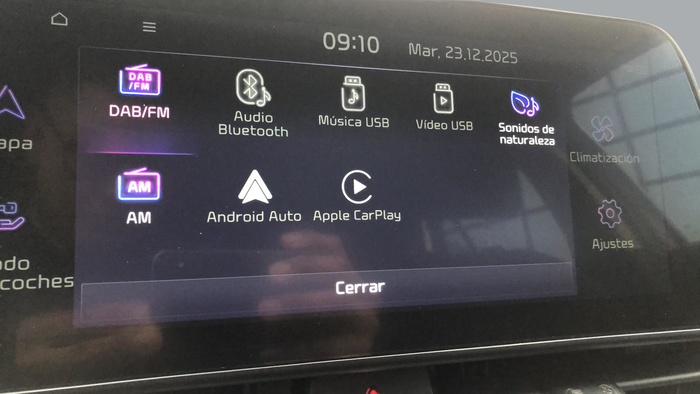 09:10
Mar, 23.12.2025
DAB
/FM
DAB/FM
Audio
Bluetooth
Música USB
Vídeo USB
Sonidos de
naturaleza
apa
Climatización
AM
AM
Android Auto
Apple CarPlay
Ajustes
odo
coches
Cerrar